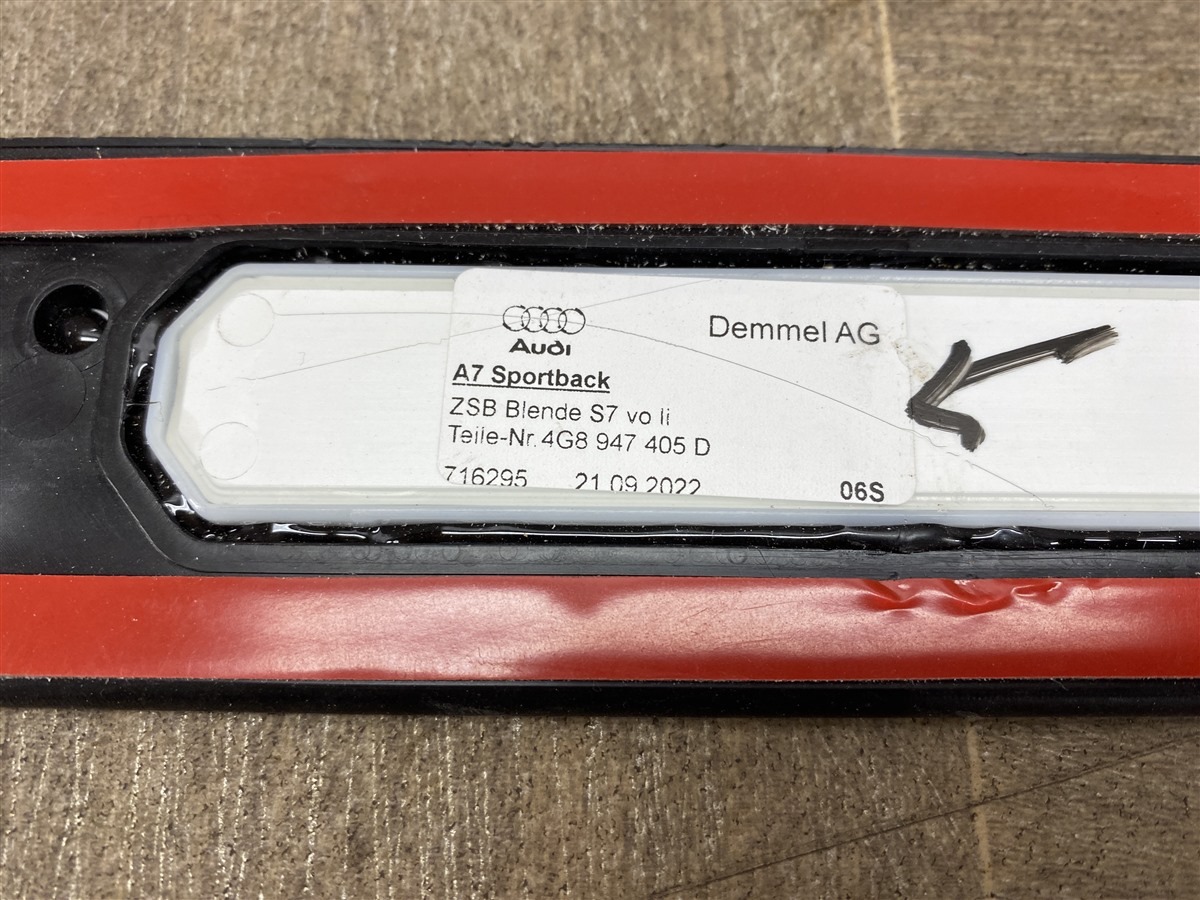 Audi
Demmel AG
A7 Sportback
ZSB Blende S7 vo li
Teile-Nr. 4G8 947 405 D
716295 21.09.2022 06S